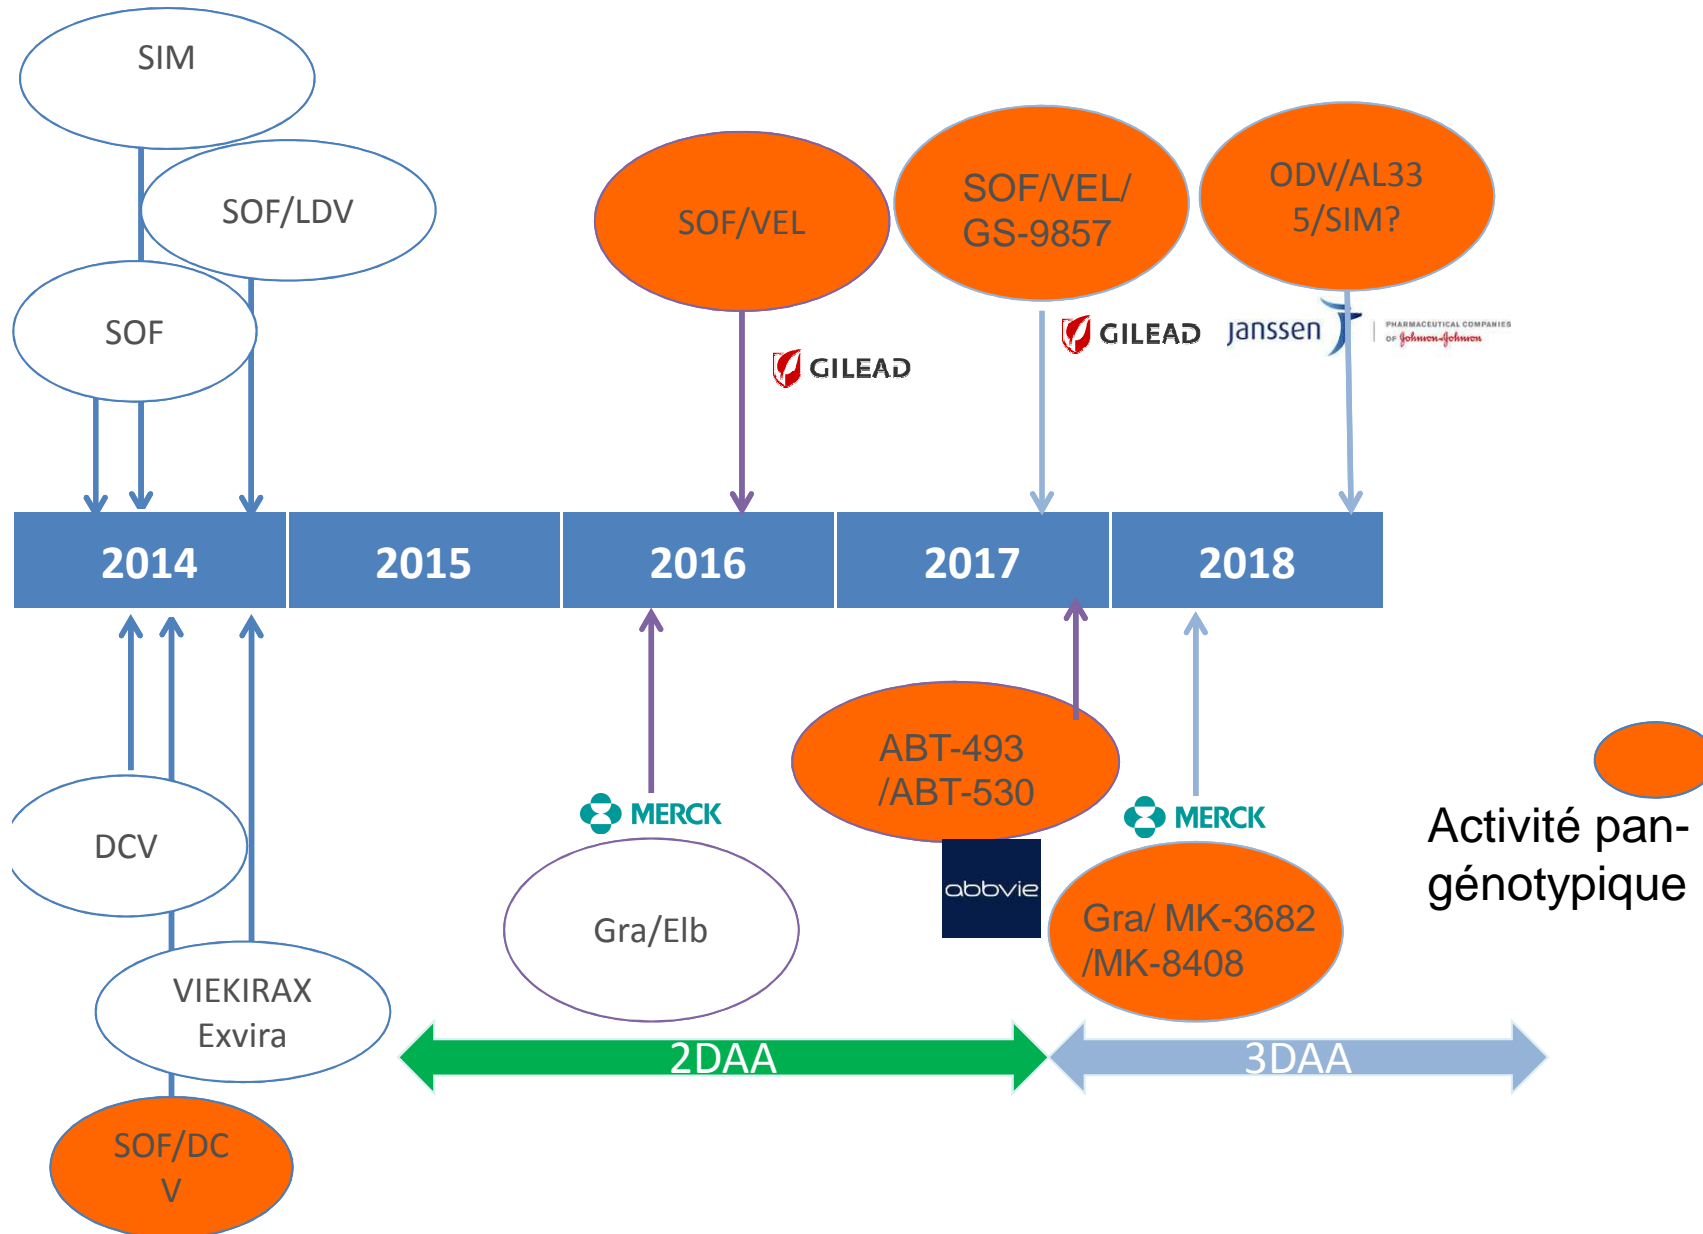 SIM
SOF/LDV
SOF
SOF/VEL
SOF/VEL/
GS-9857
ODV/AL33
5/SIM?
GILEAD
GILEAD
janssen
PHARMACEUTICAL COMPANIES
OF Johnson-Johnson
2014
2015
2016
2017
2018
DCV
VIEKIRAX
Exvira
SOF/DC
V
MERCK
Gra/Elb
ABT-493
/ABT-530
abbvie
MERCK
Gra/ MK-3682
/MK-8408
Activité pan-
génotypique
2DAA
3DAA